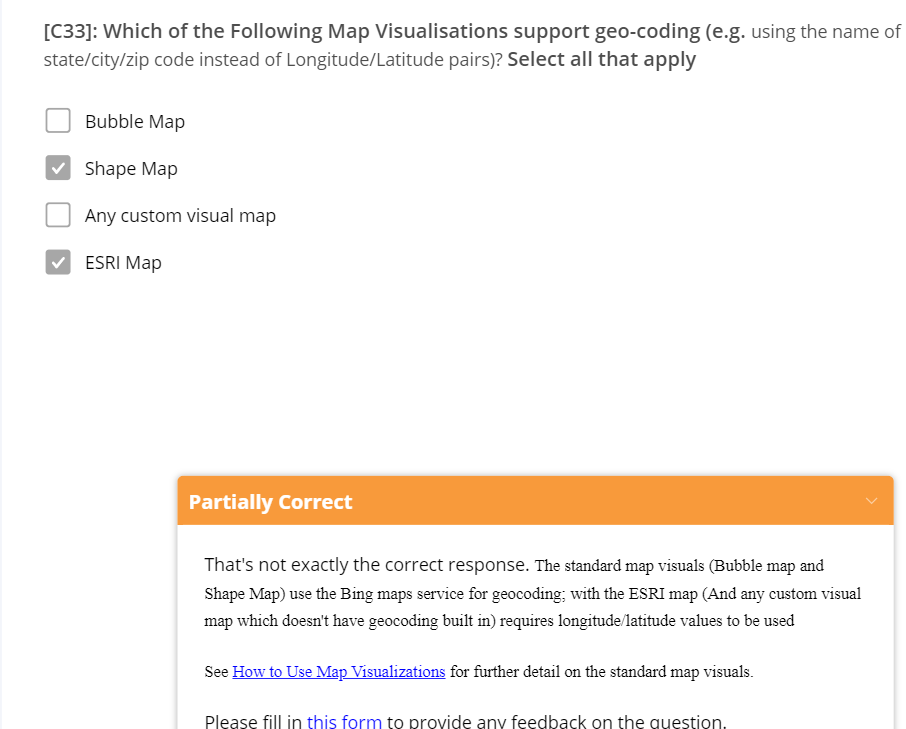 [C33]: Which of the Following Map Visualisations support geo-coding (e.g. using the name of
state/city/zip code instead of Longitude/Latitude pairs)? Select all that apply
Bubble Map
Shape Map
Any custom visual map
ESRI Map
Partially Correct
That's not exactly the correct response. The standard map visuals (Bubble map and
Shape Map) use the Bing maps service for geocoding; with the ESRI map (And any custom visual
map which doesn't have geocoding built in) requires longitude/latitude values to be used
See How to Use Map Visualizations for further detail on the standard map visuals.
Please fill in this form to provide any feedback on the question.